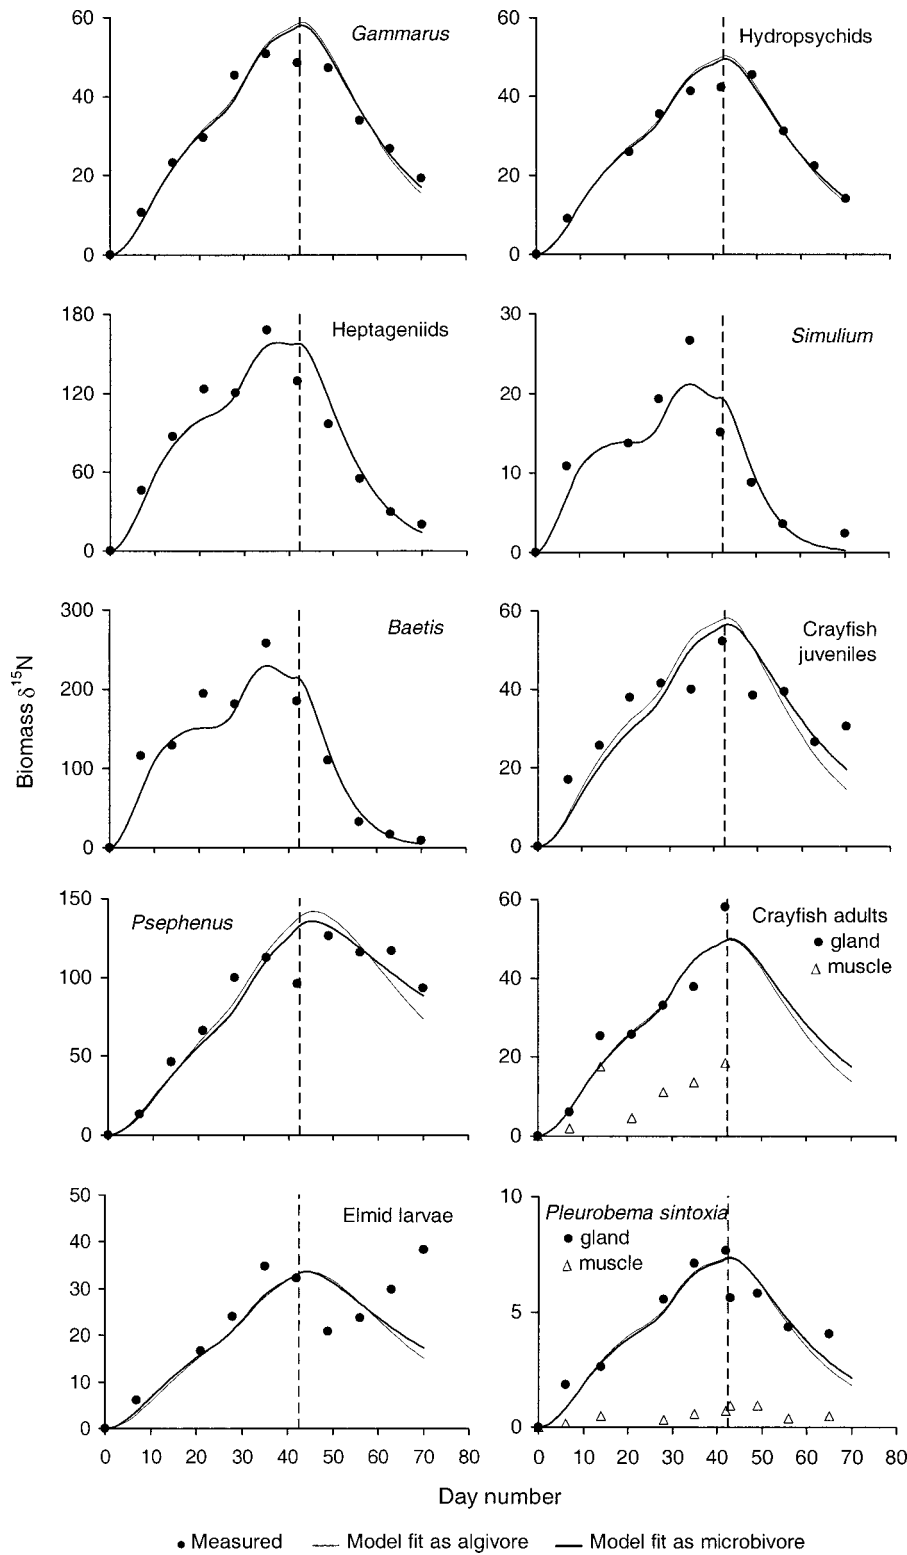 60
40
20
0
Gammarus
60
40
20
0
Hydropsychids
180
120
60
0
Heptageniids
30
20
10
0
Simulium
Biomass δ15N
300
200
100
0
Baetis
60
40
20
0
Crayfish
juveniles
150
100
50
0
Psephenus
60
40
20
0
Crayfish adults
gland
muscle
50
40
30
20
10
0
Elmid larvae
0 10 20 30 40 50 60 70 80
10
5
0
Pleurobema sintoxia
gland
muscle
0 10 20 30 40 50 60 70 80
Day number
Measured Model fit as algivore Model fit as microbivore